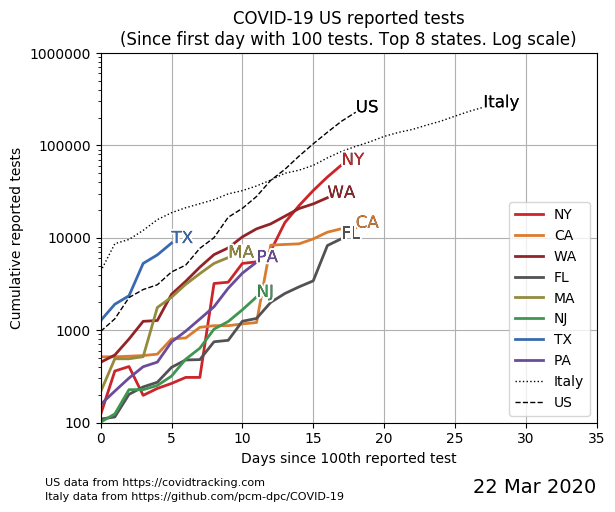 COVID-19 US reported tests
(Since first day with 100 tests. Top 8 states. Log scale)
1000000
100000
10000
1000
100
Cumulative reported tests
US
Italy
NY
WA
CA
FL
TX
MA
PA
NJ
NY
CA
WA
FL
MA
NJ
TX
PA
Italy
US
0 5 10 15 20 25 30 35
Days since 100th reported test
US data from https://covidtracking.com
Italy data from https://github.com/pcm-dpc/COVID-19
22 Mar 2020